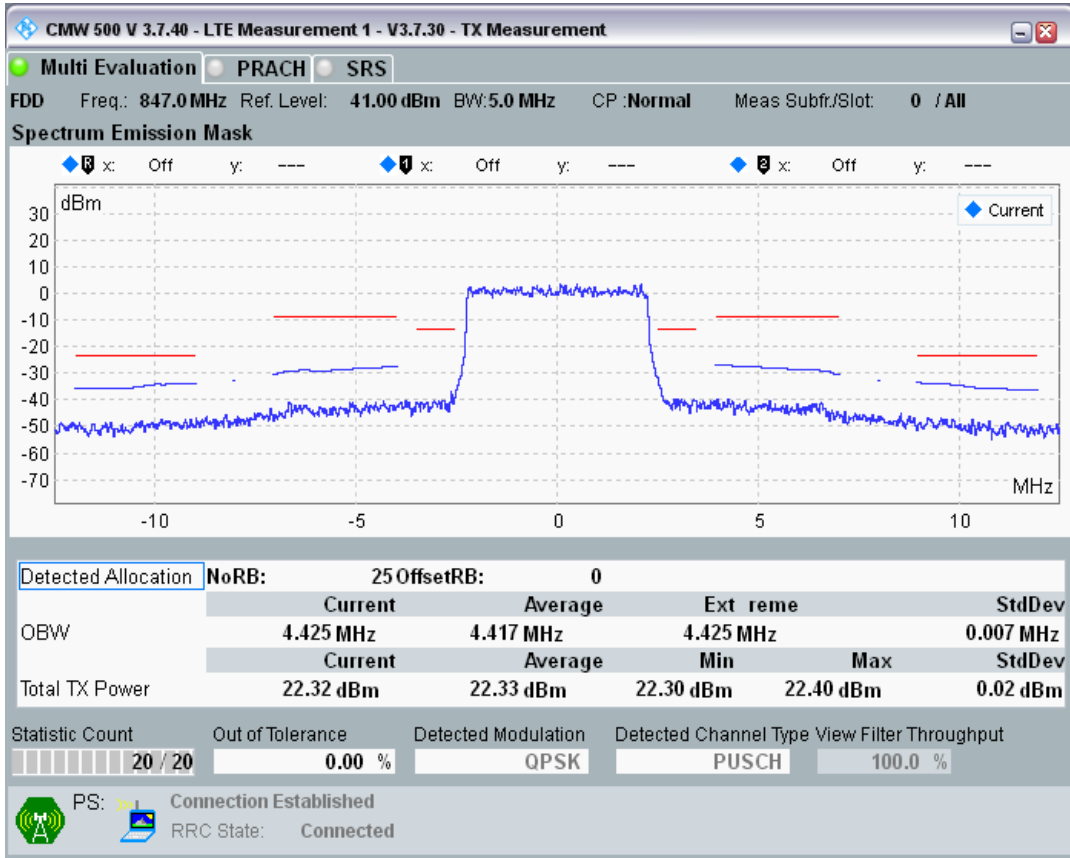 CMW 500 V 3.7.40 - LTE Measurement 1 - V3.7.30 - TX Measurement
Multi Evaluation PRACH SRS
FDD Freq.: 847.0 MHz Ref. Level: 41.00 dBm BW: 5.0 MHz CP : Normal Meas Subfr./Slot: 0 / All
Spectrum Emission Mask
R x: Off y: --- 1 x: Off y: --- 2 x: Off y: ---
dBm
Current
30
20
10
0
-10
-20
-30
-40
-50
-60
-70
MHz
-10 -5 0 5 10
Detected Allocation NoRB: 25 OffsetRB: 0
Current Average Ext reme StdDev
OBW 4.425 MHz 4.417 MHz 4.425 MHz 0.007 MHz
Current Average Min Max StdDev
Total TX Power 22.32 dBm 22.33 dBm 22.30 dBm 22.40 dBm 0.02 dBm
Statistic Count Out of Tolerance Detected Modulation Detected Channel Type View Filter Throughput
20 / 20 0.00 % QPSK PUSCH 100.0 %
PS: Connection Established
RRC State: Connected